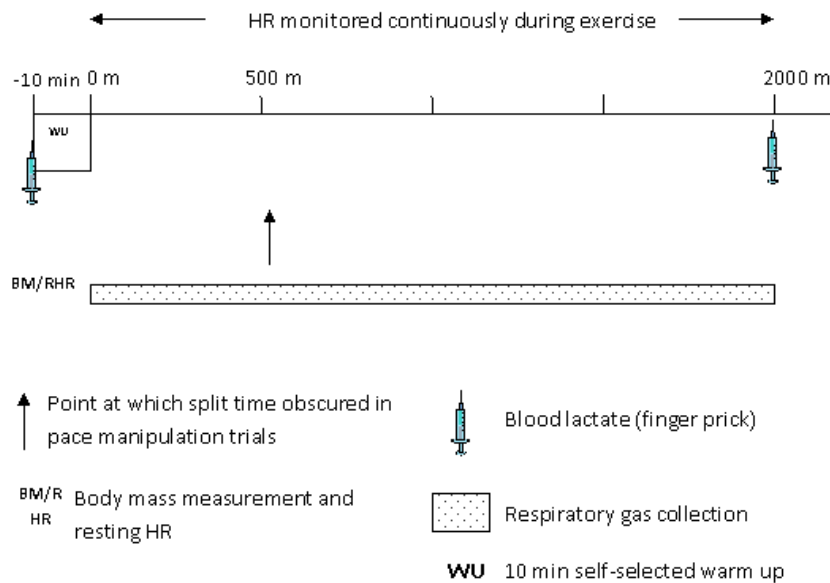 HR monitored continuously during exercise
-10 min 0 m 500 m 2000 m
WU
BM/RHR
Point at which split time obscured in
pace manipulation trials
Blood lactate (finger prick)
BM/R
HR
Body mass measurement and
resting HR
Respiratory gas collection
WU 10 min self-selected warm up